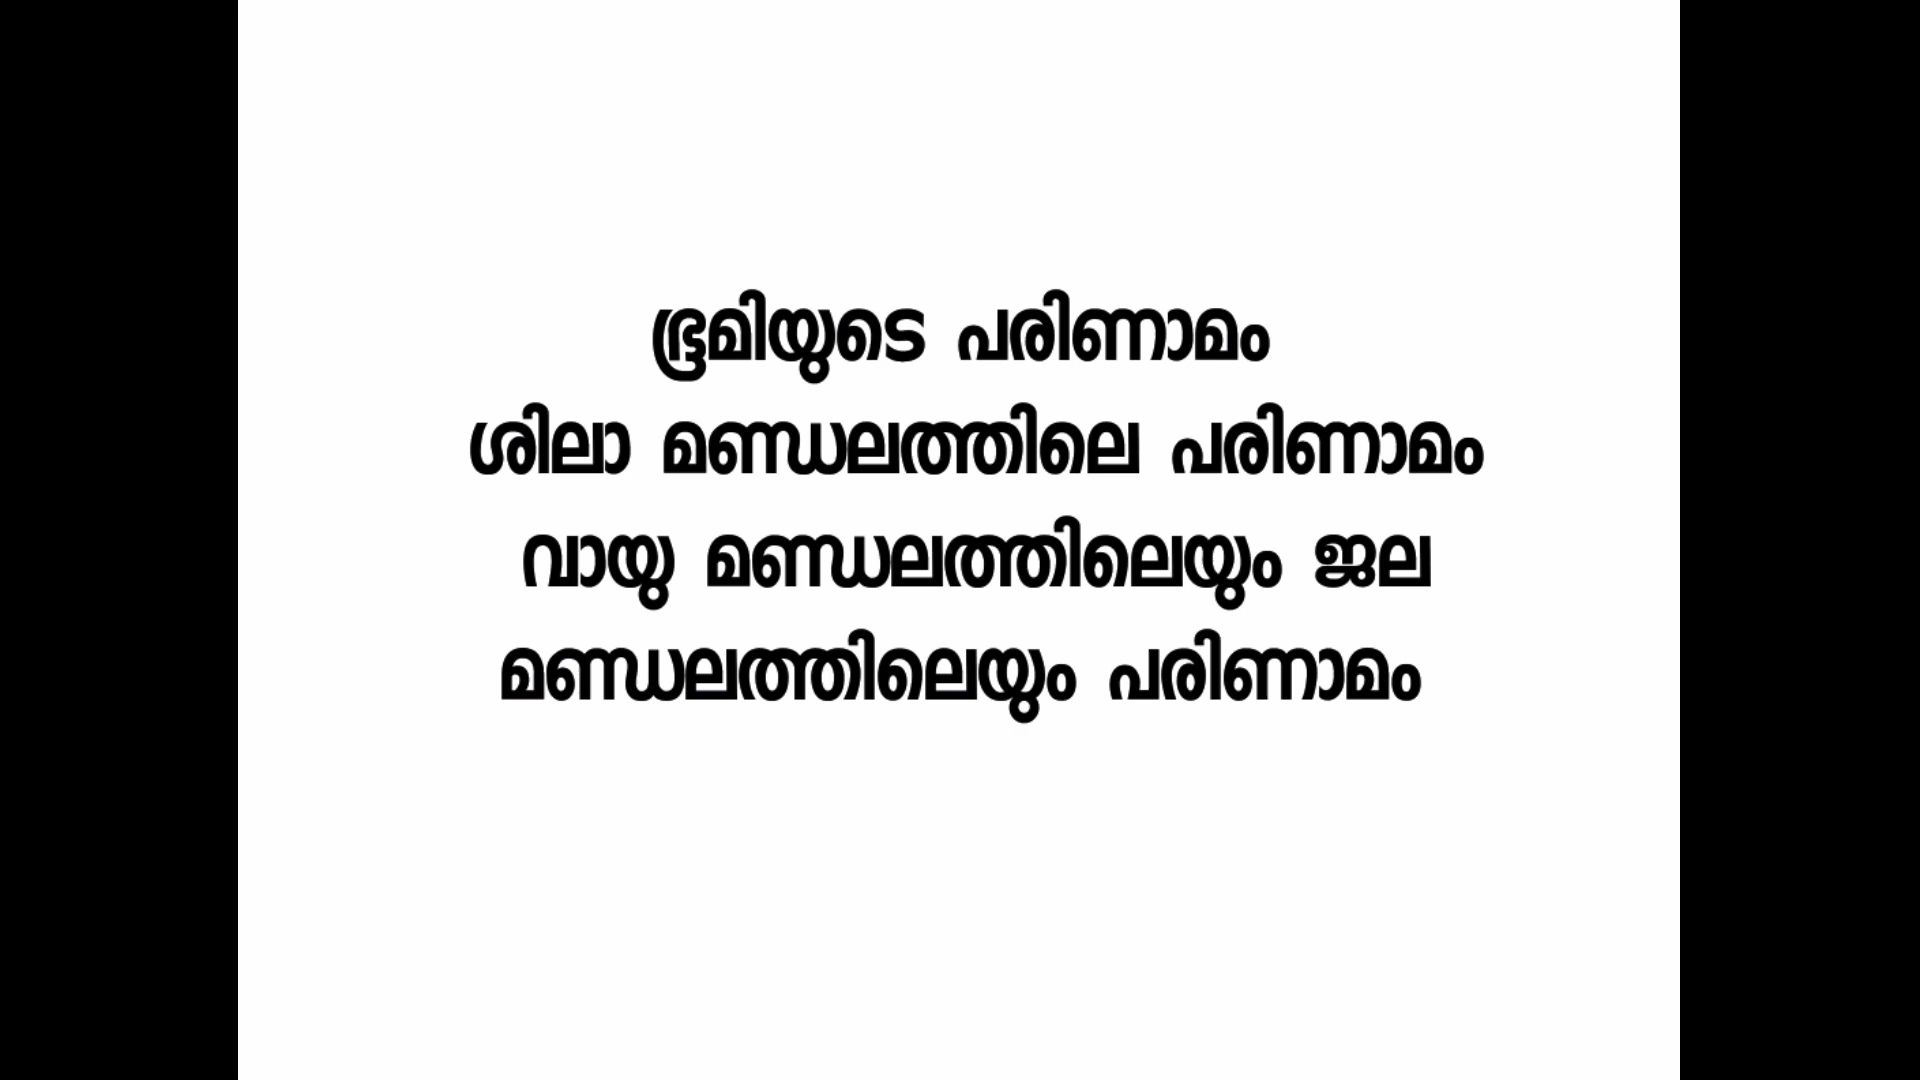 ഭൂമിയുടെ പരിണാമം
ശിലാ മണ്ഡലത്തിലെ പരിണാമം
വായു മണ്ഡലത്തിലെയും ജല
മണ്ഡലത്തിലെയും പരിണാമം